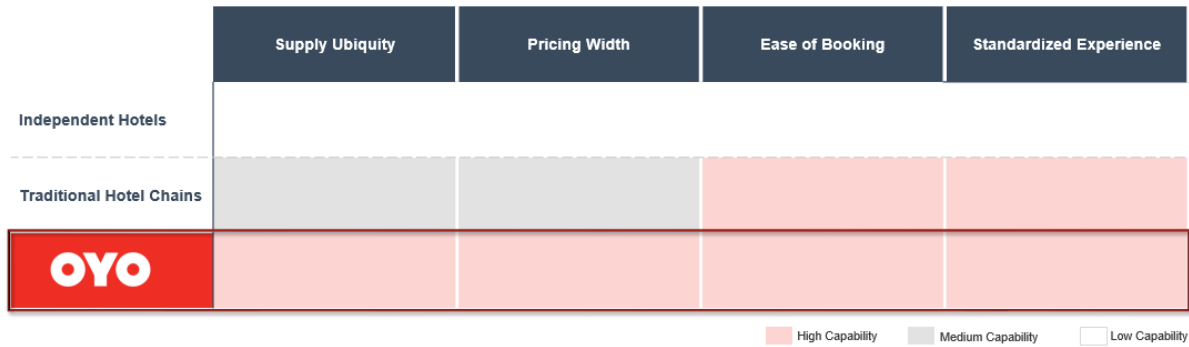 Supply Ubiquity Pricing Width Ease of Booking Standardized Experience
Independent Hotels
Traditional Hotel Chains
OYO
High Capability Medium Capability Low Capability